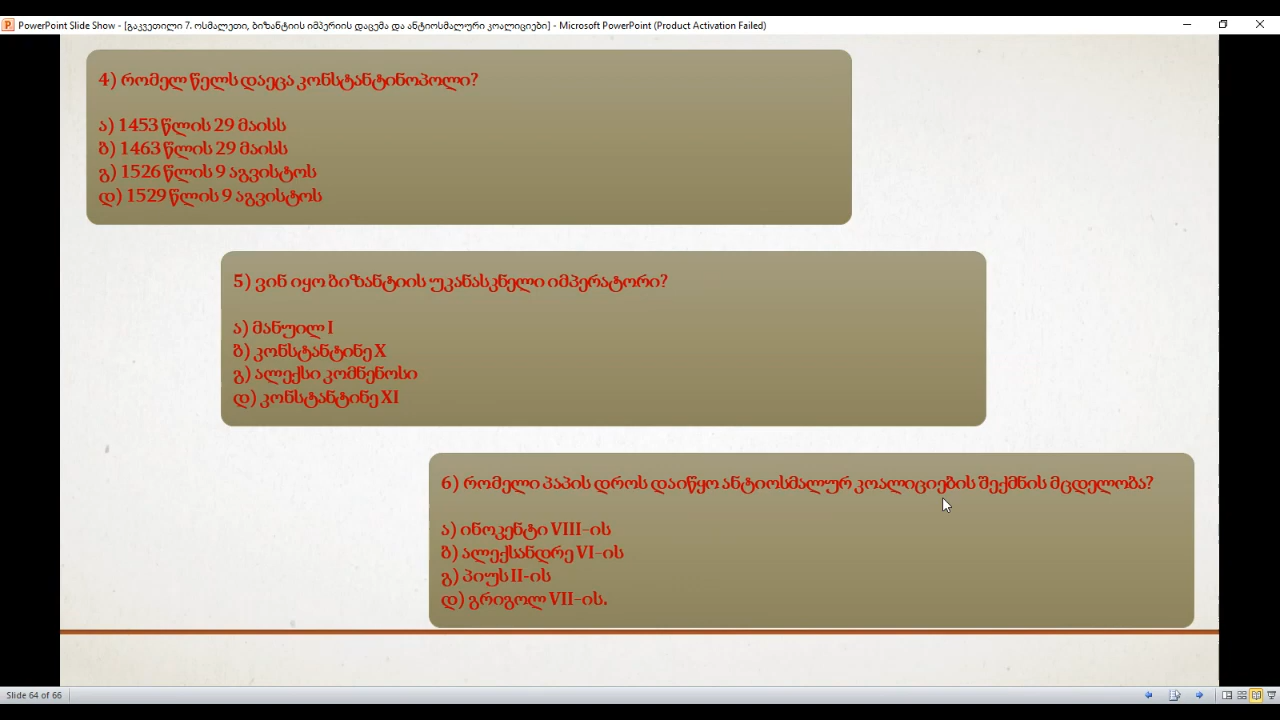 PowerPoint Slide Show - [გაკვეთილი 7. ოსმალეთი, ბიზანტიის იმპერიის დაცემა და ანტიოსმალური კოალიციები] - Microsoft PowerPoint (Product Activation Failed)
4) რომელ წელს დაეცა კონსტანტინოპოლი?
ა) 1453 წლის 29 მაისს
ბ) 1463 წლის 29 მაისს
გ) 1526 წლის 9 აგვისტოს
დ) 1529 წლის 9 აგვისტოს
5) ვინ იყო ბიზანტიის უკანასკნელი იმპერატორი?
ა) მანუილ I
ბ) კონსტანტინე X
გ) ალექსი კომნენოსი
დ) კონსტანტინე XI
6) რომელი პაპის დროს დაიწყო ანტიოსმალურ კოალიციების შექმნის მცდელობა?
ა) ინოკენტი VIII-ის
ბ) ალექსანდრე VI-ის
გ) პიუს II-ის
დ) გრიგოლ VII-ის.
Slide 64 of 66